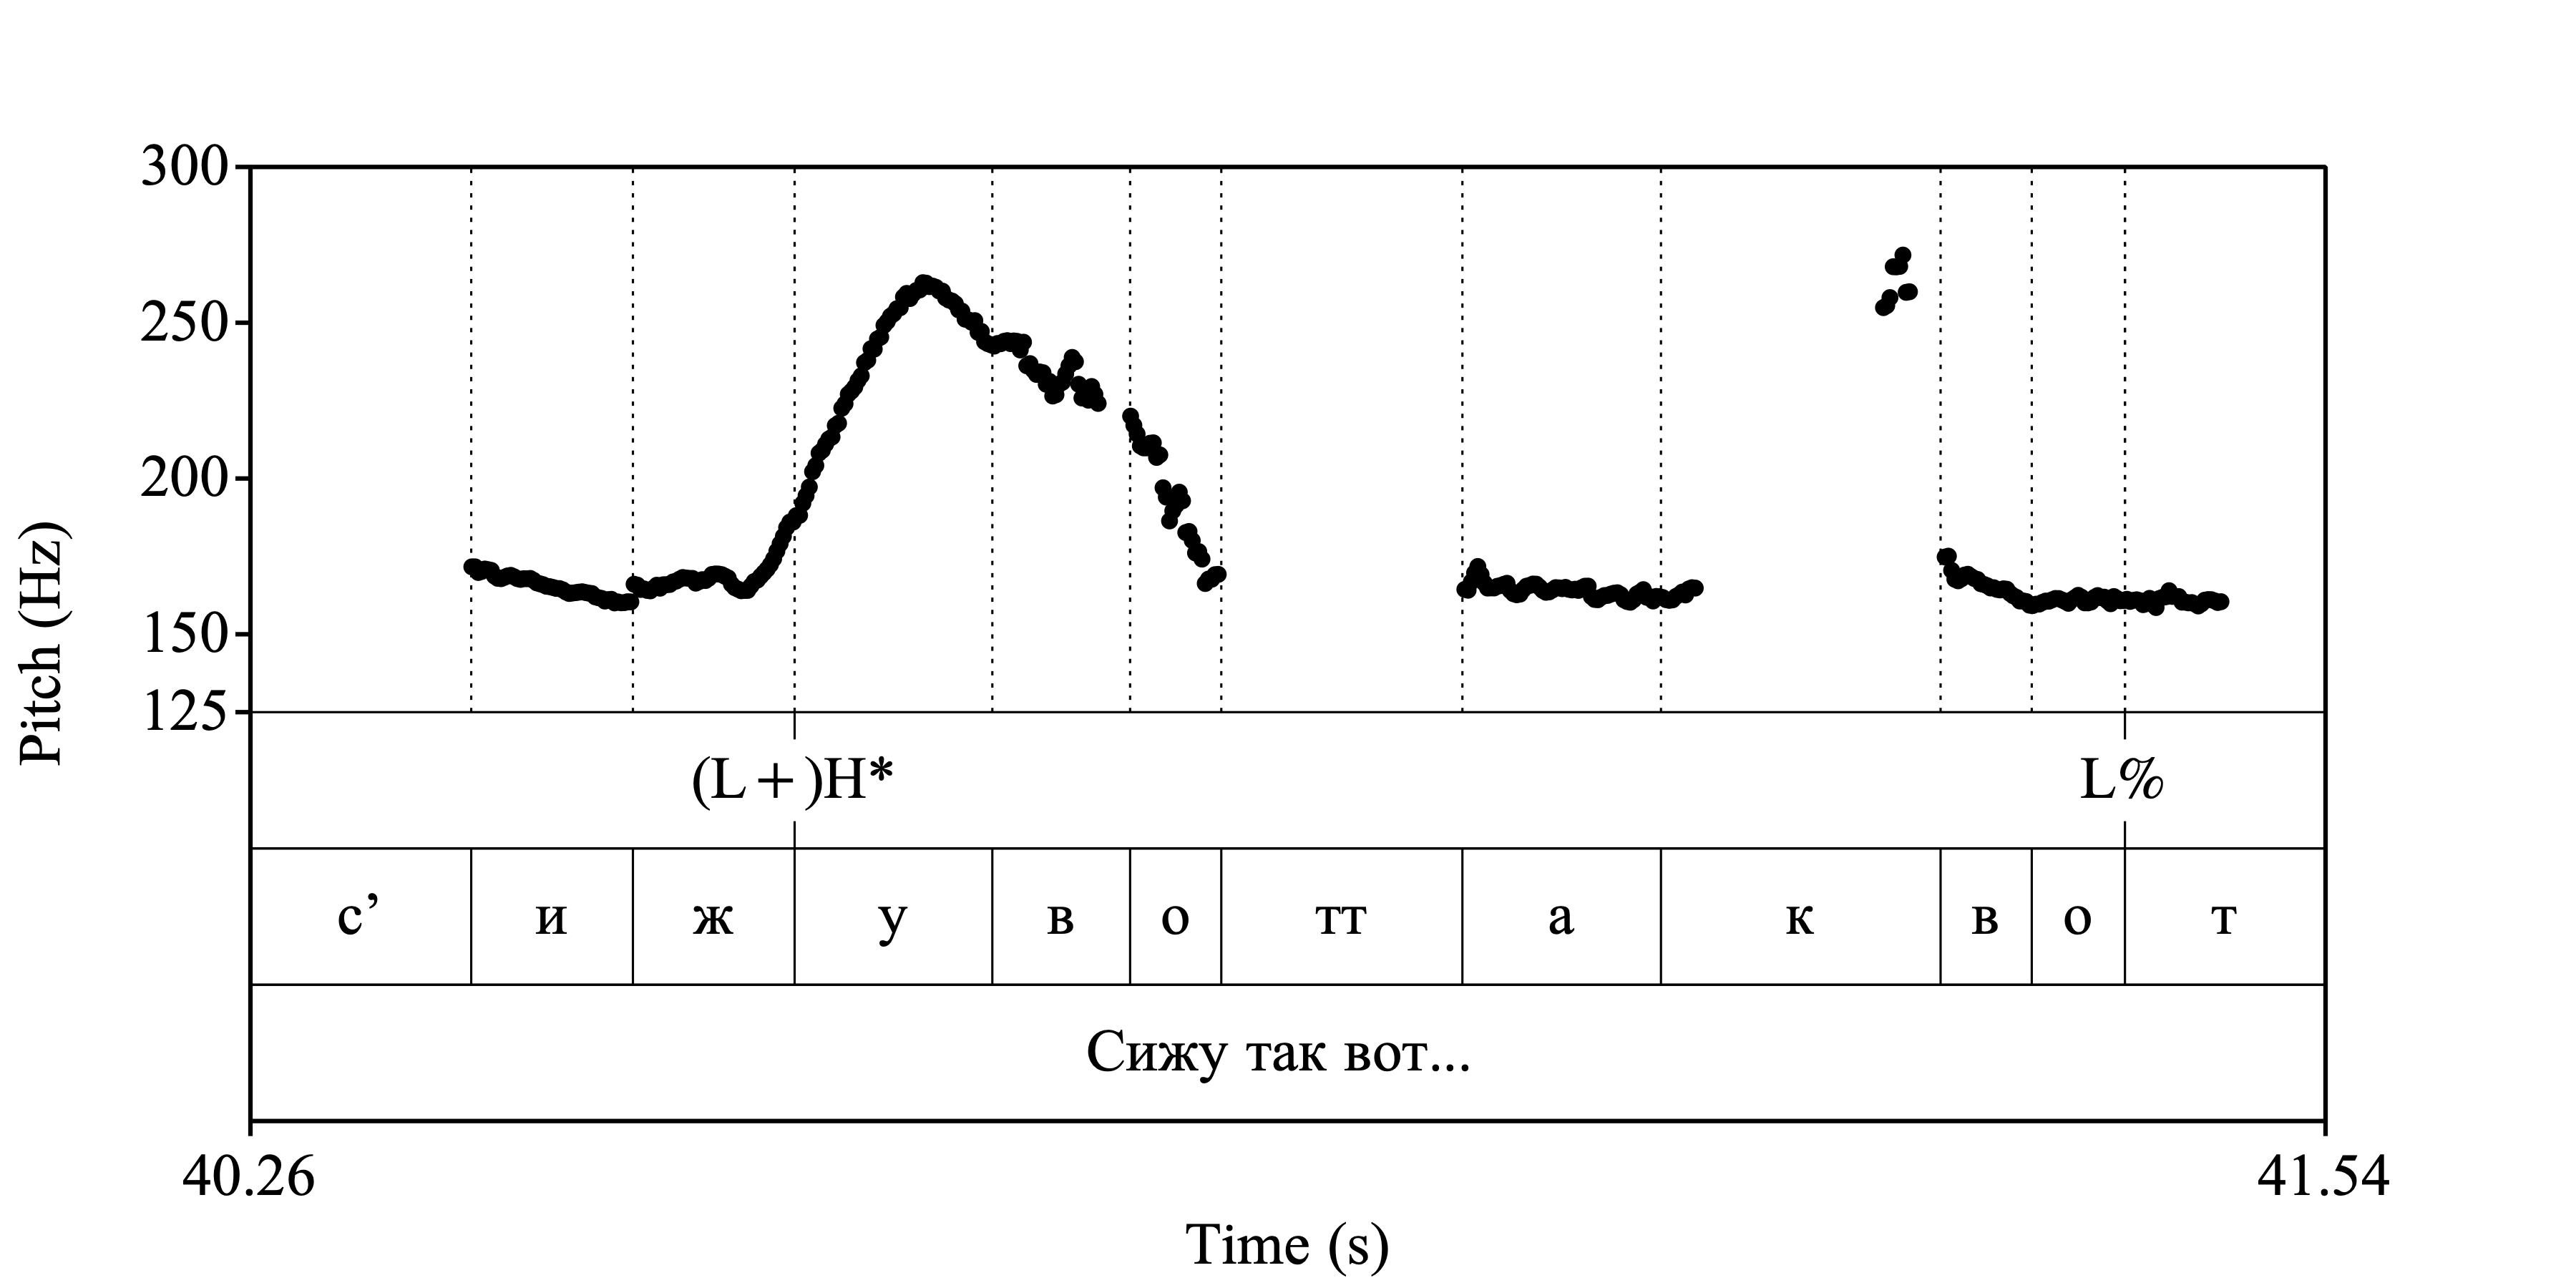 300
250
200
150
125
Pitch (Hz)
(L+)H* L%
с’ и ж у в о тт а к в о т
Сижу так вот...
40.26 41.54
Time (s)